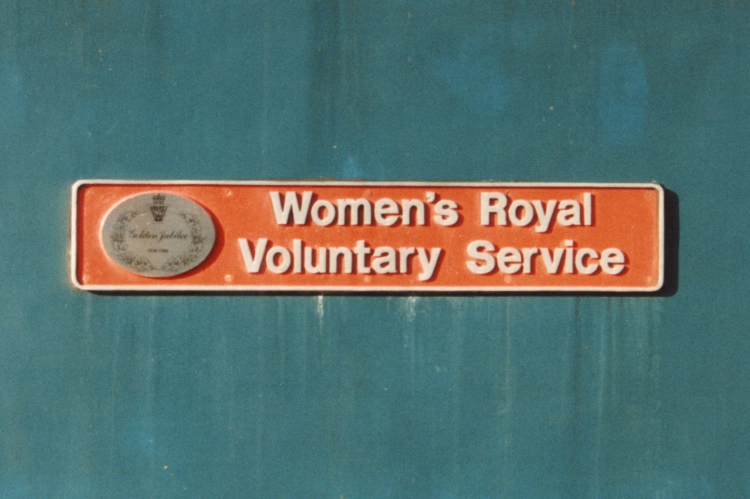 Golden Jubilee
Women's Royal
Voluntary Service